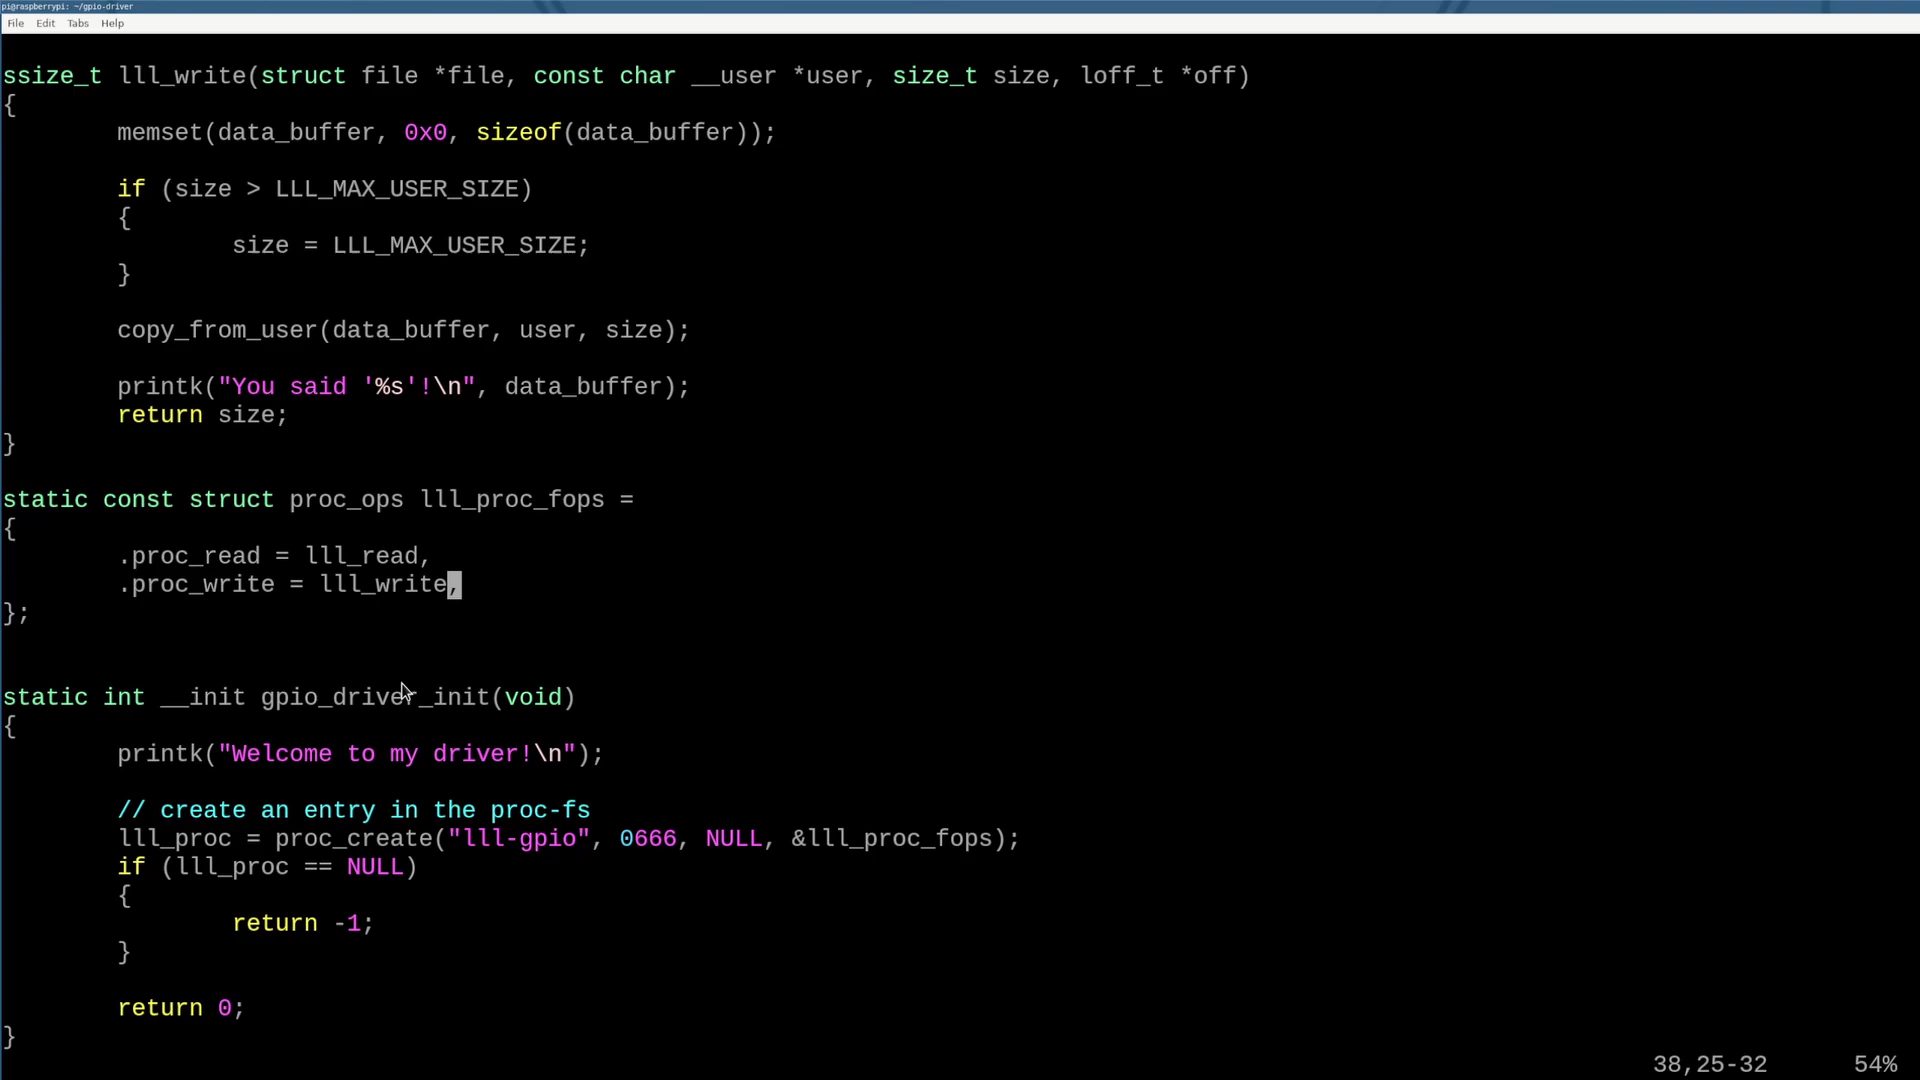 pi@raspberrypi: ~/gpio-driver
File Edit Tabs Help
ssize_t lll_write(struct file *file, const char __user *user, size_t size, loff_t *off)
{
memset(data_buffer, 0x0, sizeof(data_buffer));
if (size > LLL_MAX_USER_SIZE)
{
size = LLL_MAX_USER_SIZE;
}
copy_from_user(data_buffer, user, size);
printk("You said '%s'!\n", data_buffer);
return size;
}
static const struct proc_ops lll_proc_fops =
{
.proc_read = lll_read,
.proc_write = lll_write,
};
static int __init gpio_driver_init(void)
{
printk("Welcome to my driver!\n");
// create an entry in the proc-fs
lll_proc = proc_create("lll-gpio", 0666, NULL, &lll_proc_fops);
if (lll_proc == NULL)
{
return -1;
}
return 0;
}
38,25-32 54%